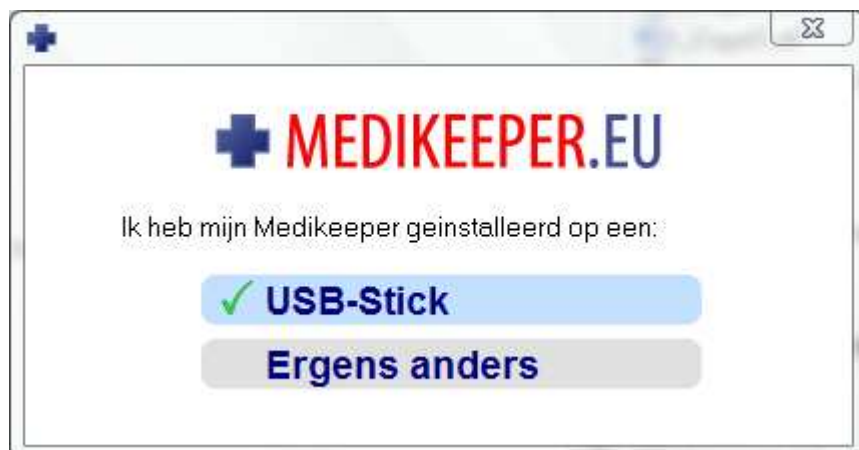 MEDIKEEPER.EU
Ik heb mijn Medikeeper geinstalleerd op een:
USB-Stick
Ergens anders